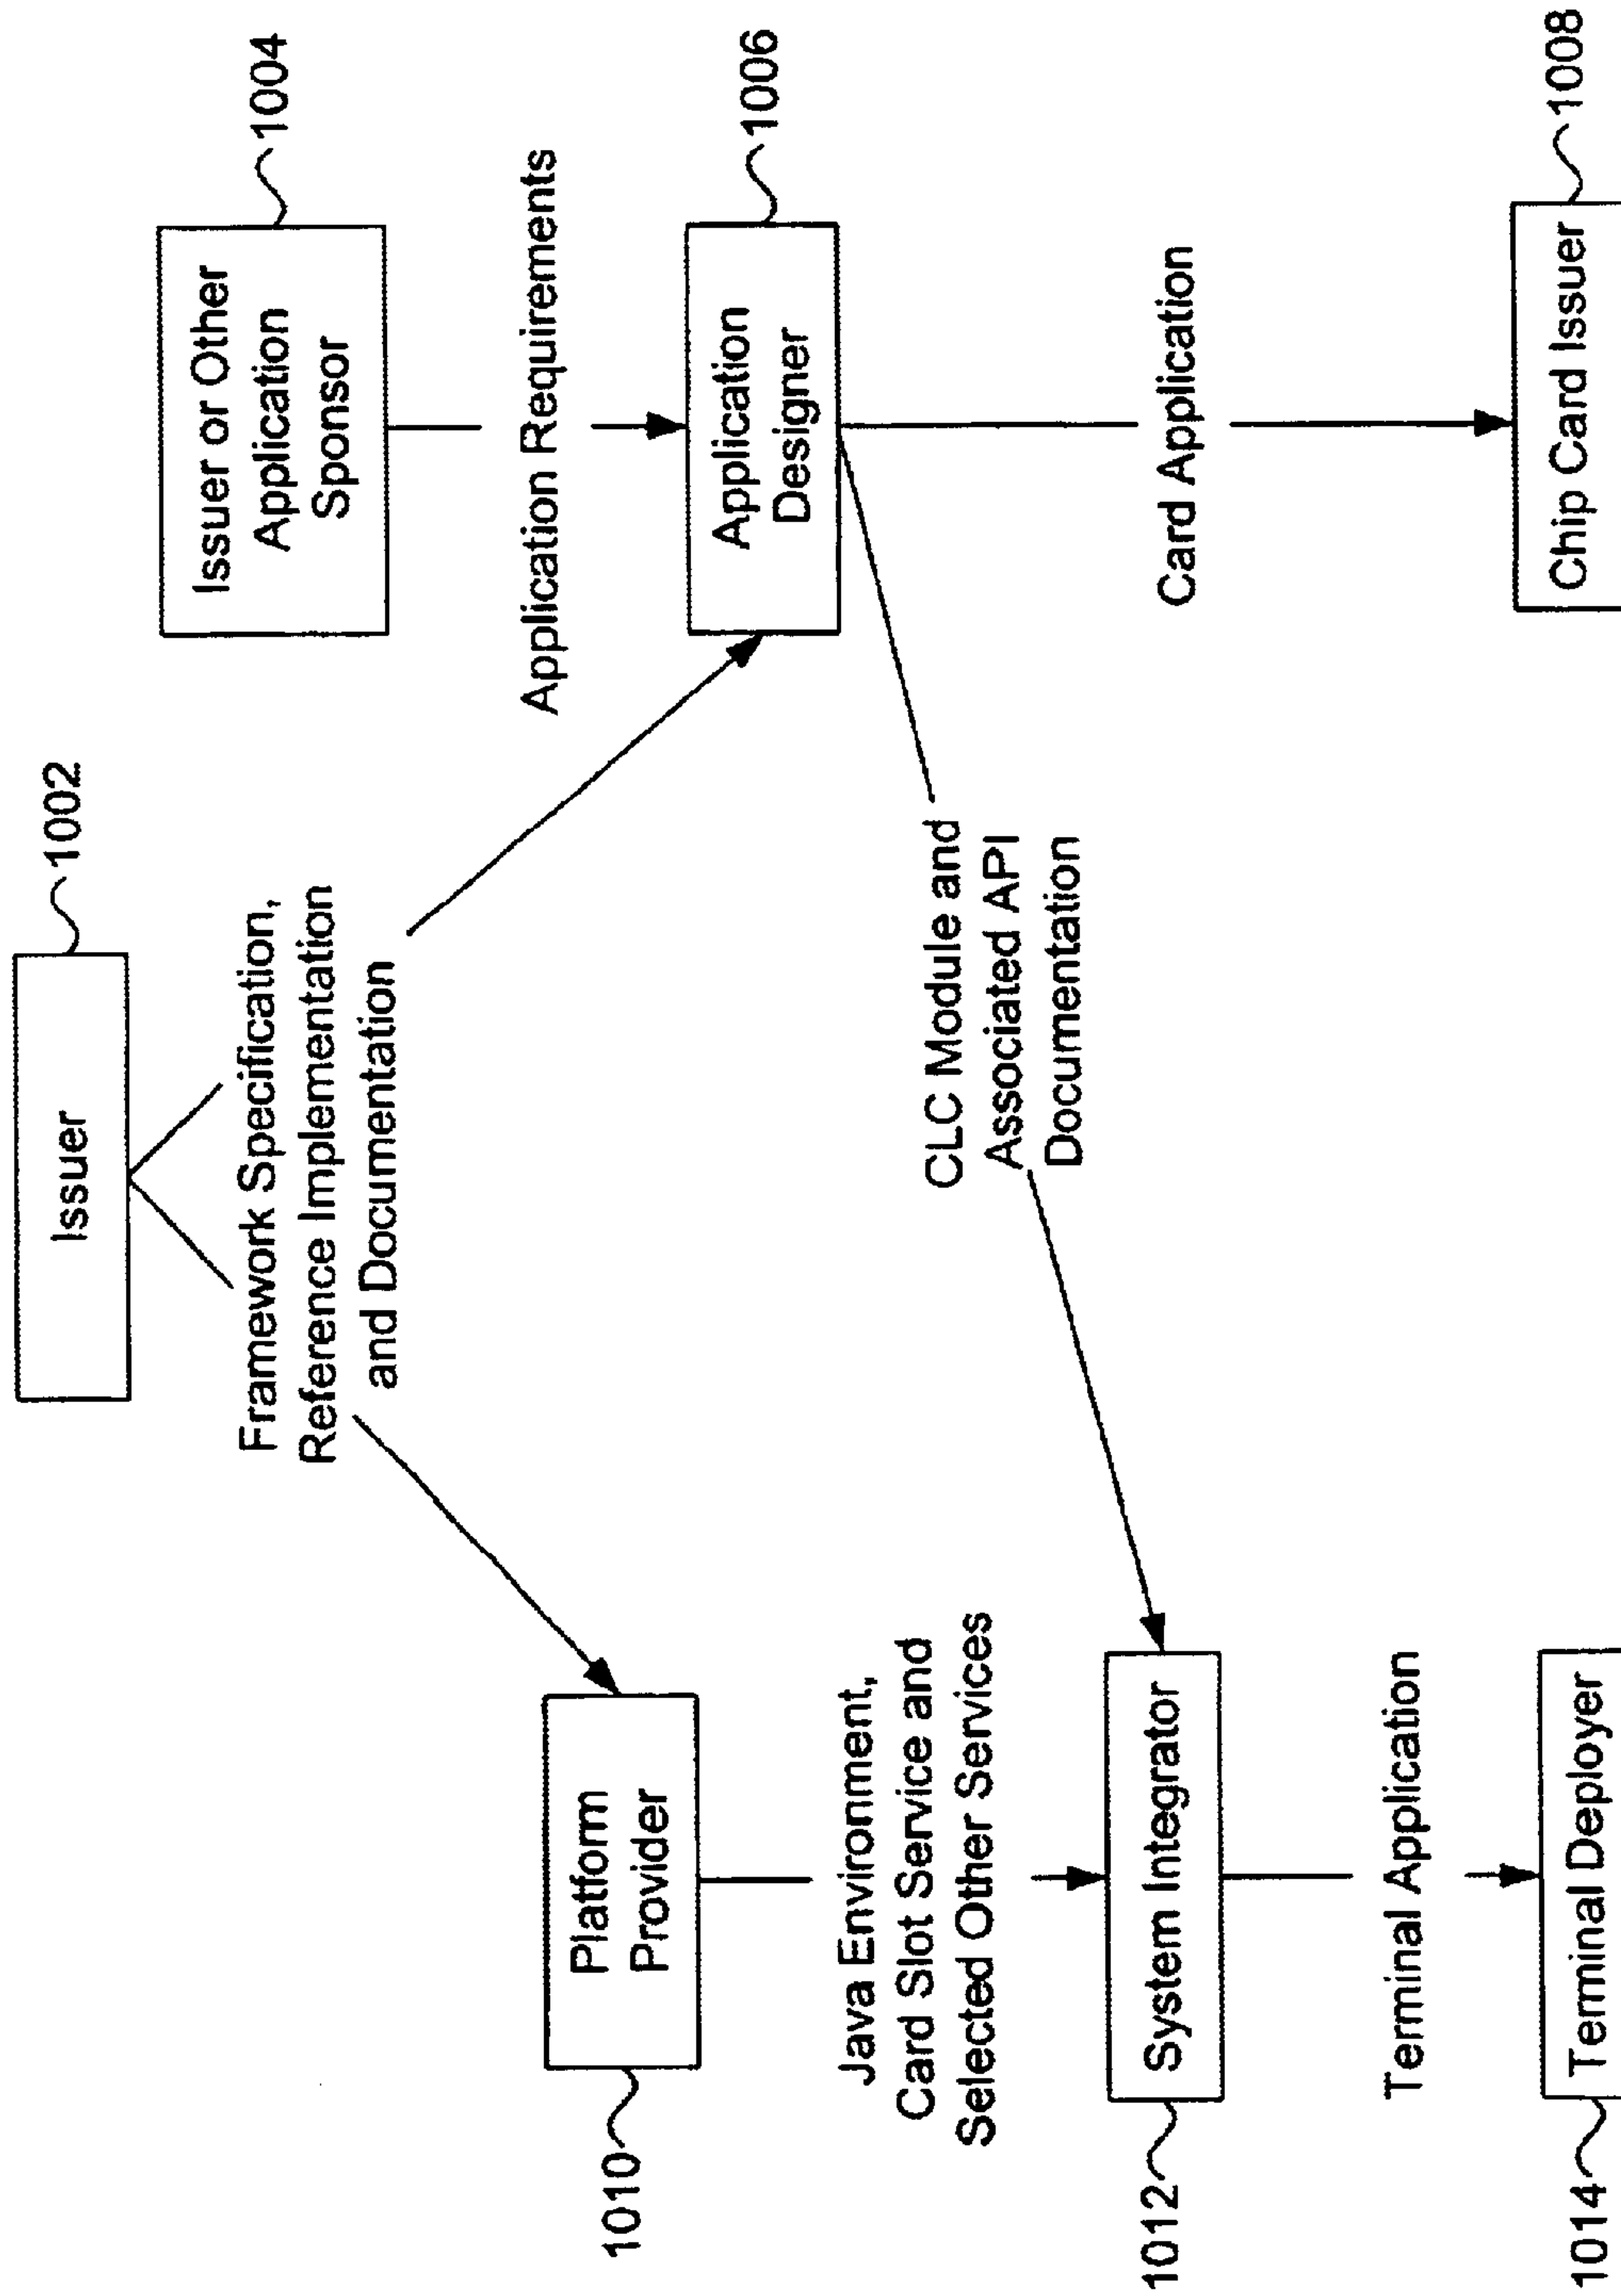 Issuer
1002
Framework Specification,
Reference Implementation
and Documentation
Issuer or Other
Application
Sponsor
1004
Application Requirements
Platform
Provider
1010
Application
Designer
1006
Java Environment,
Card Slot Service and
Selected Other Services
CLC Module and
Associated API
Documentation
System Integrator
1012
Card Application
Terminal Application
Terminal Deployer
1014
Chip Card Issuer
1008